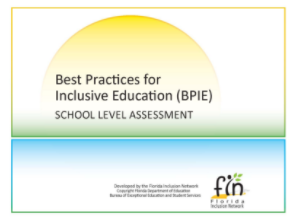 Best Practices for
Inclusive Education (BPIE)
SCHOOL LEVEL ASSESSMENT
Developed by the Florida Inclusion Network
Copyright Florida Department of Education
Bureau of Exceptional Education and Student Services
fin
Florida
Inclusion Network